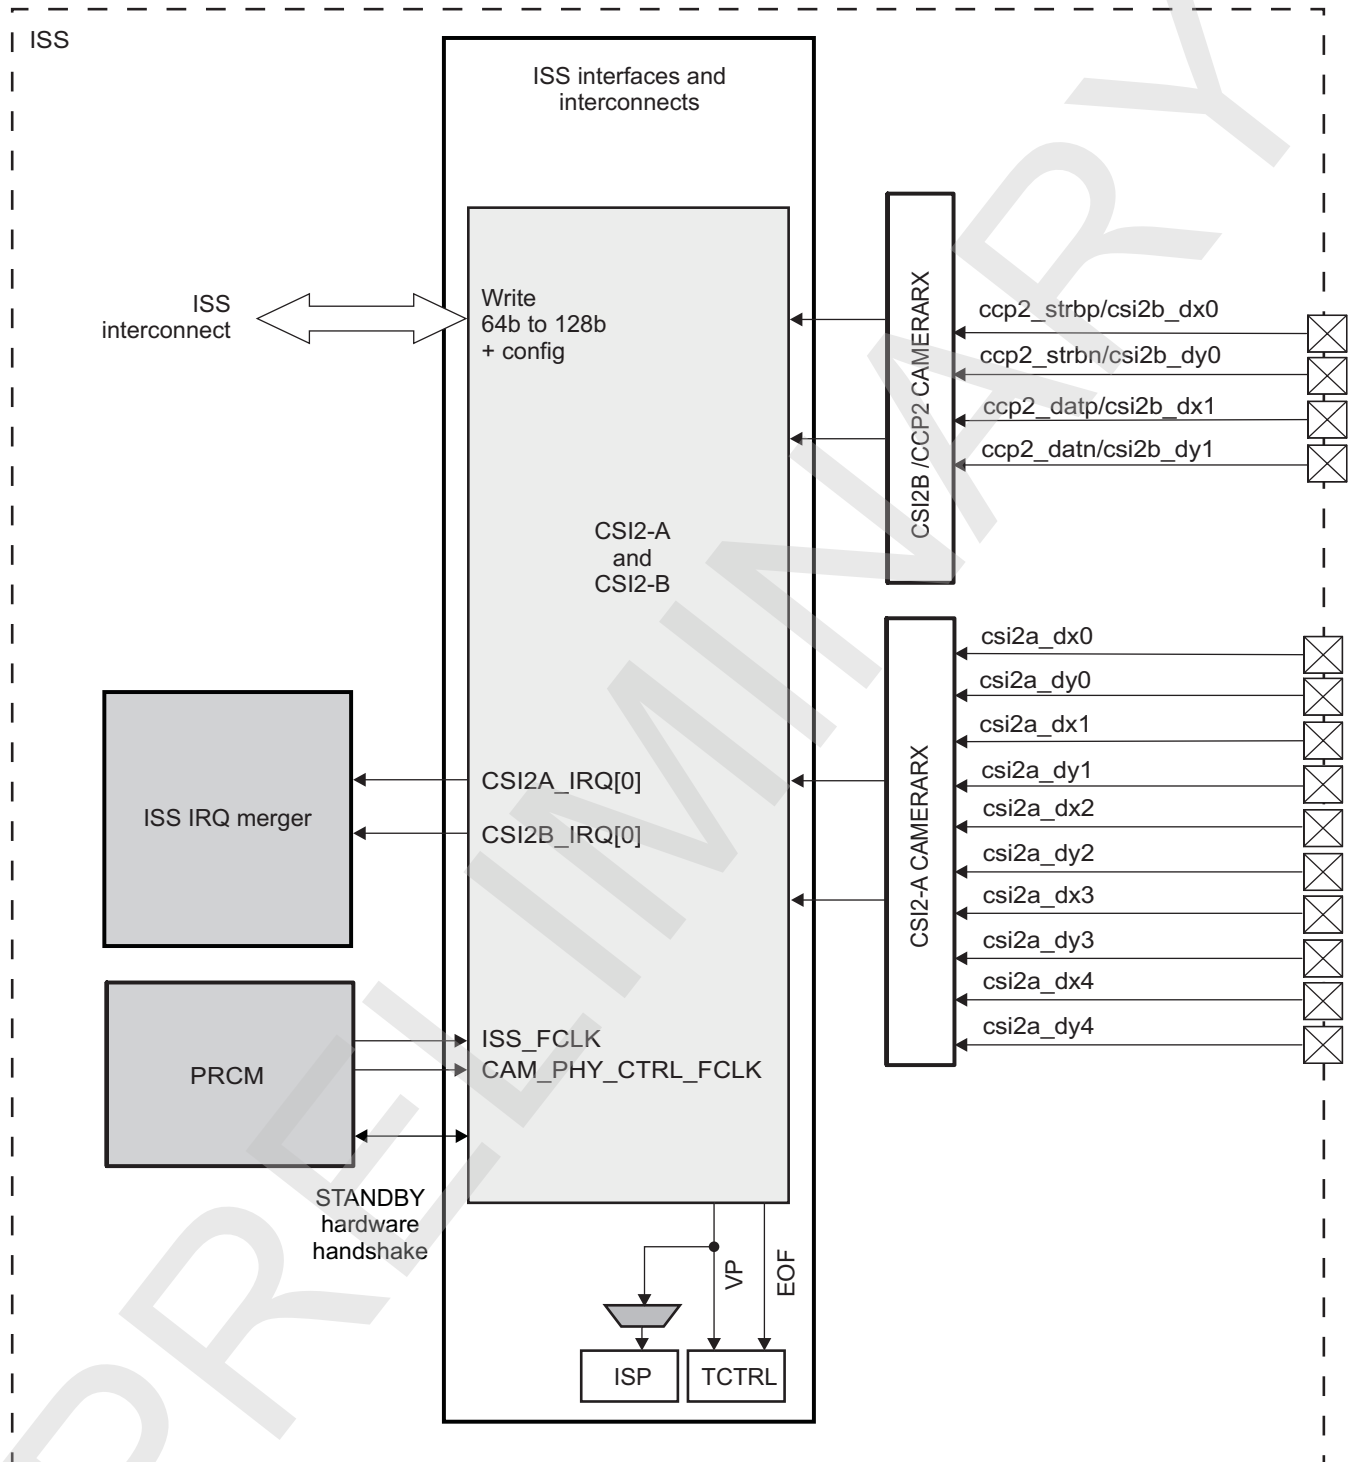 ISS
ISS interfaces and
interconnects
ISS
interconnect
Write
64b to 128b
+ config
CSI2-A
and
CSI2-B
CSI2B /CCP2 CAMERARX
ccp2_strbp/csi2b_dx0
ccp2_strbn/csi2b_dy0
ccp2_datp/csi2b_dx1
ccp2_datn/csi2b_dy1
CSI2-A CAMERARX
csi2a_dx0
csi2a_dy0
csi2a_dx1
csi2a_dy1
csi2a_dx2
csi2a_dy2
csi2a_dx3
csi2a_dy3
csi2a_dx4
csi2a_dy4
ISS IRQ merger
CSI2A_IRQ[0]
CSI2B_IRQ[0]
PRCM
ISS_FCLK
CAM_PHY_CTRL_FCLK
STANDBY
hardware
handshake
VP
EOF
ISP
TCTRL
PRELIMINARY